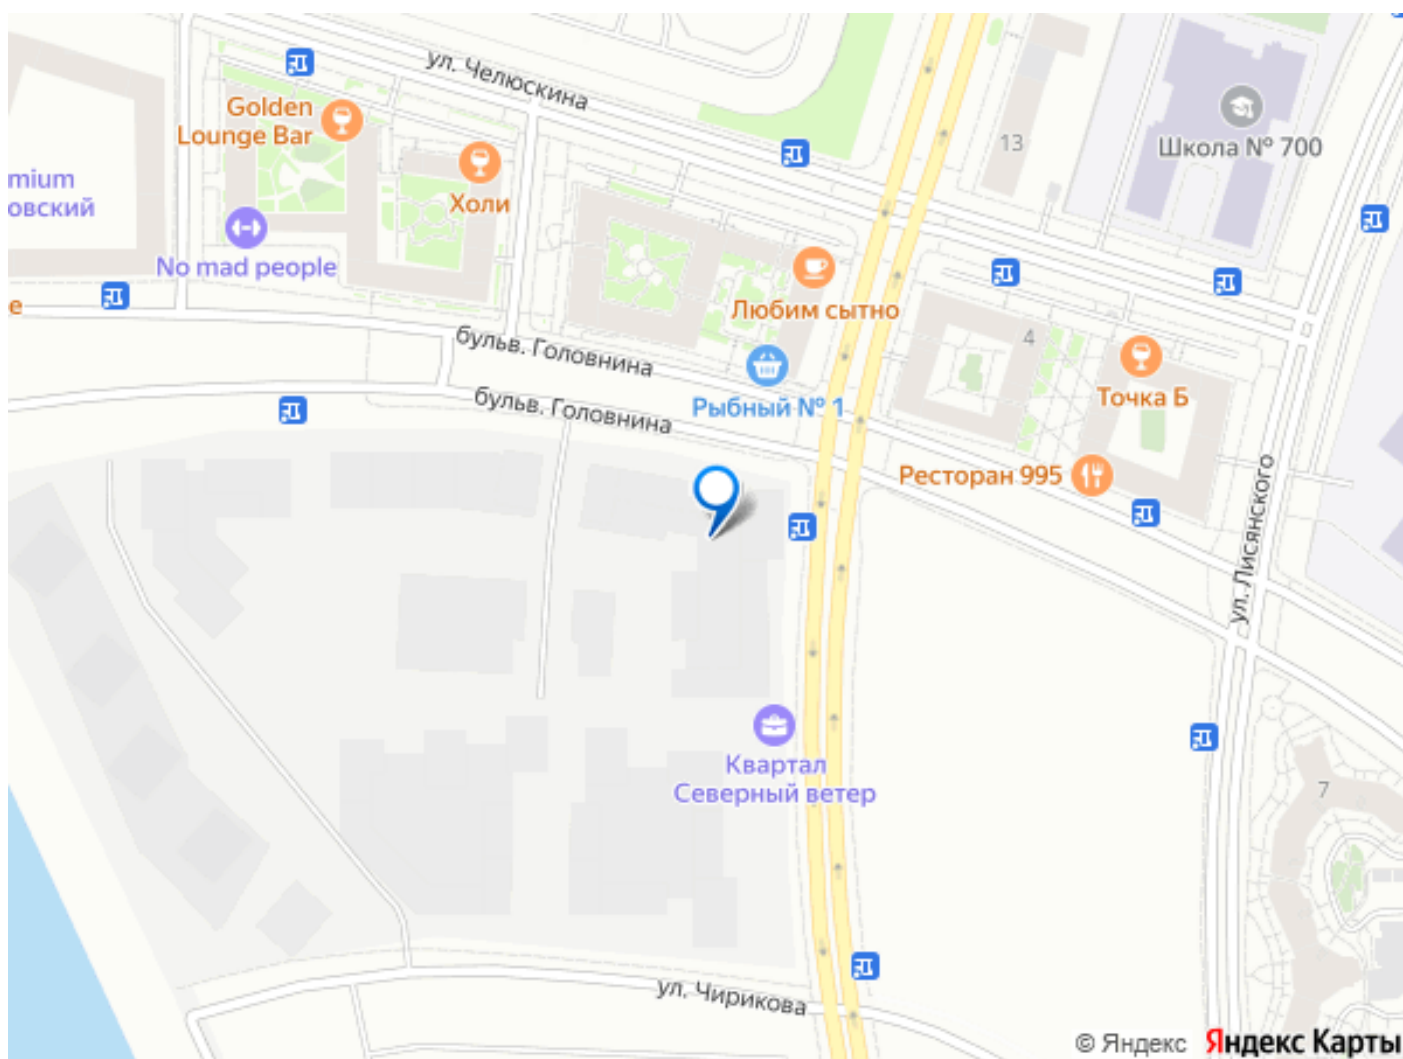 ул. Челюскина
Golden
Lounge Bar
Холи
13
Школа № 700
mium
овский
No mad people
е
Любим сытно
4
бульв. Головнина
Рыбный № 1
Точка Б
бульв. Головнина
Ресторан 995
ул. Лисянского
Квартал
Северный ветер
7
ул. Чирикова
© Яндекс Яндекс Карты